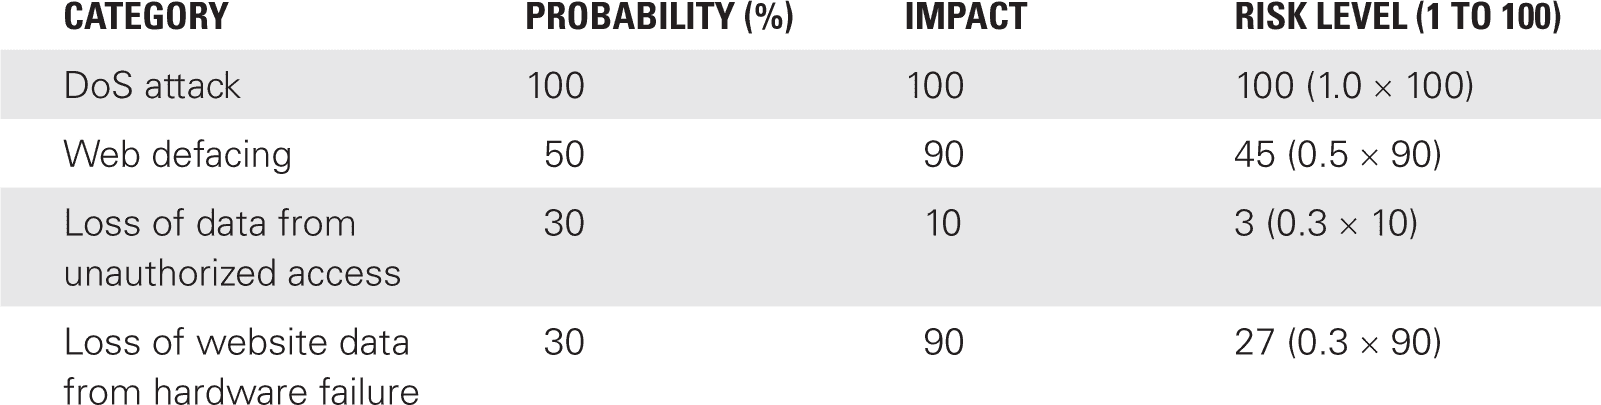 CATEGORY PROBABILITY (%) IMPACT RISK LEVEL (1 TO 100)
DoS attack 100 100 100 (1.0 × 100)
Web defacing 50 90 45 (0.5 × 90)
Loss of data from 30 10 3 (0.3 × 10)
unauthorized access
Loss of website data 30 90 27 (0.3 × 90)
from hardware failure